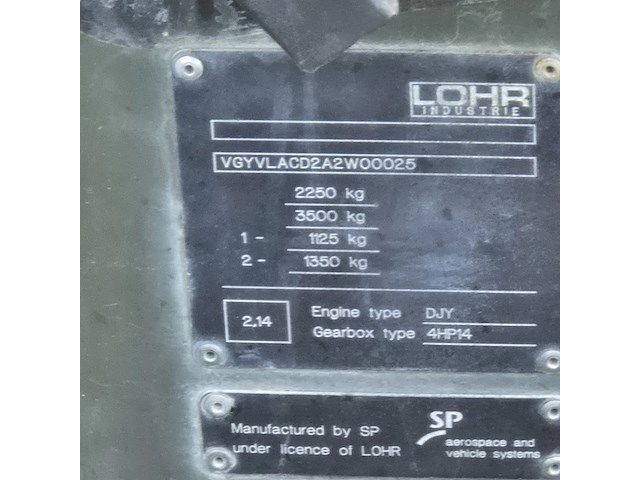 LOHR
INDUSTRIE
VGYVLACD2A2W00025
2250 kg
3500 kg
1 - 1125 kg
2 - 1350 kg
2.14
Engine type DJY
Gearbox type 4HP14
Manufactured by SP
under licence of LOHR
SP
aerospace and
vehicle systems